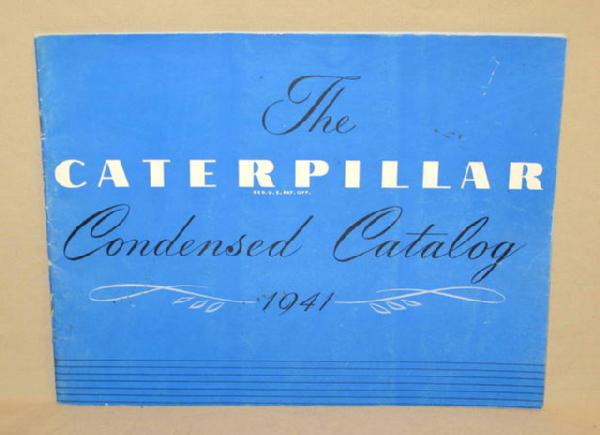 The
CATERPILLAR
REG. U. S. PAT. OFF.
Condensed Catalog
1941